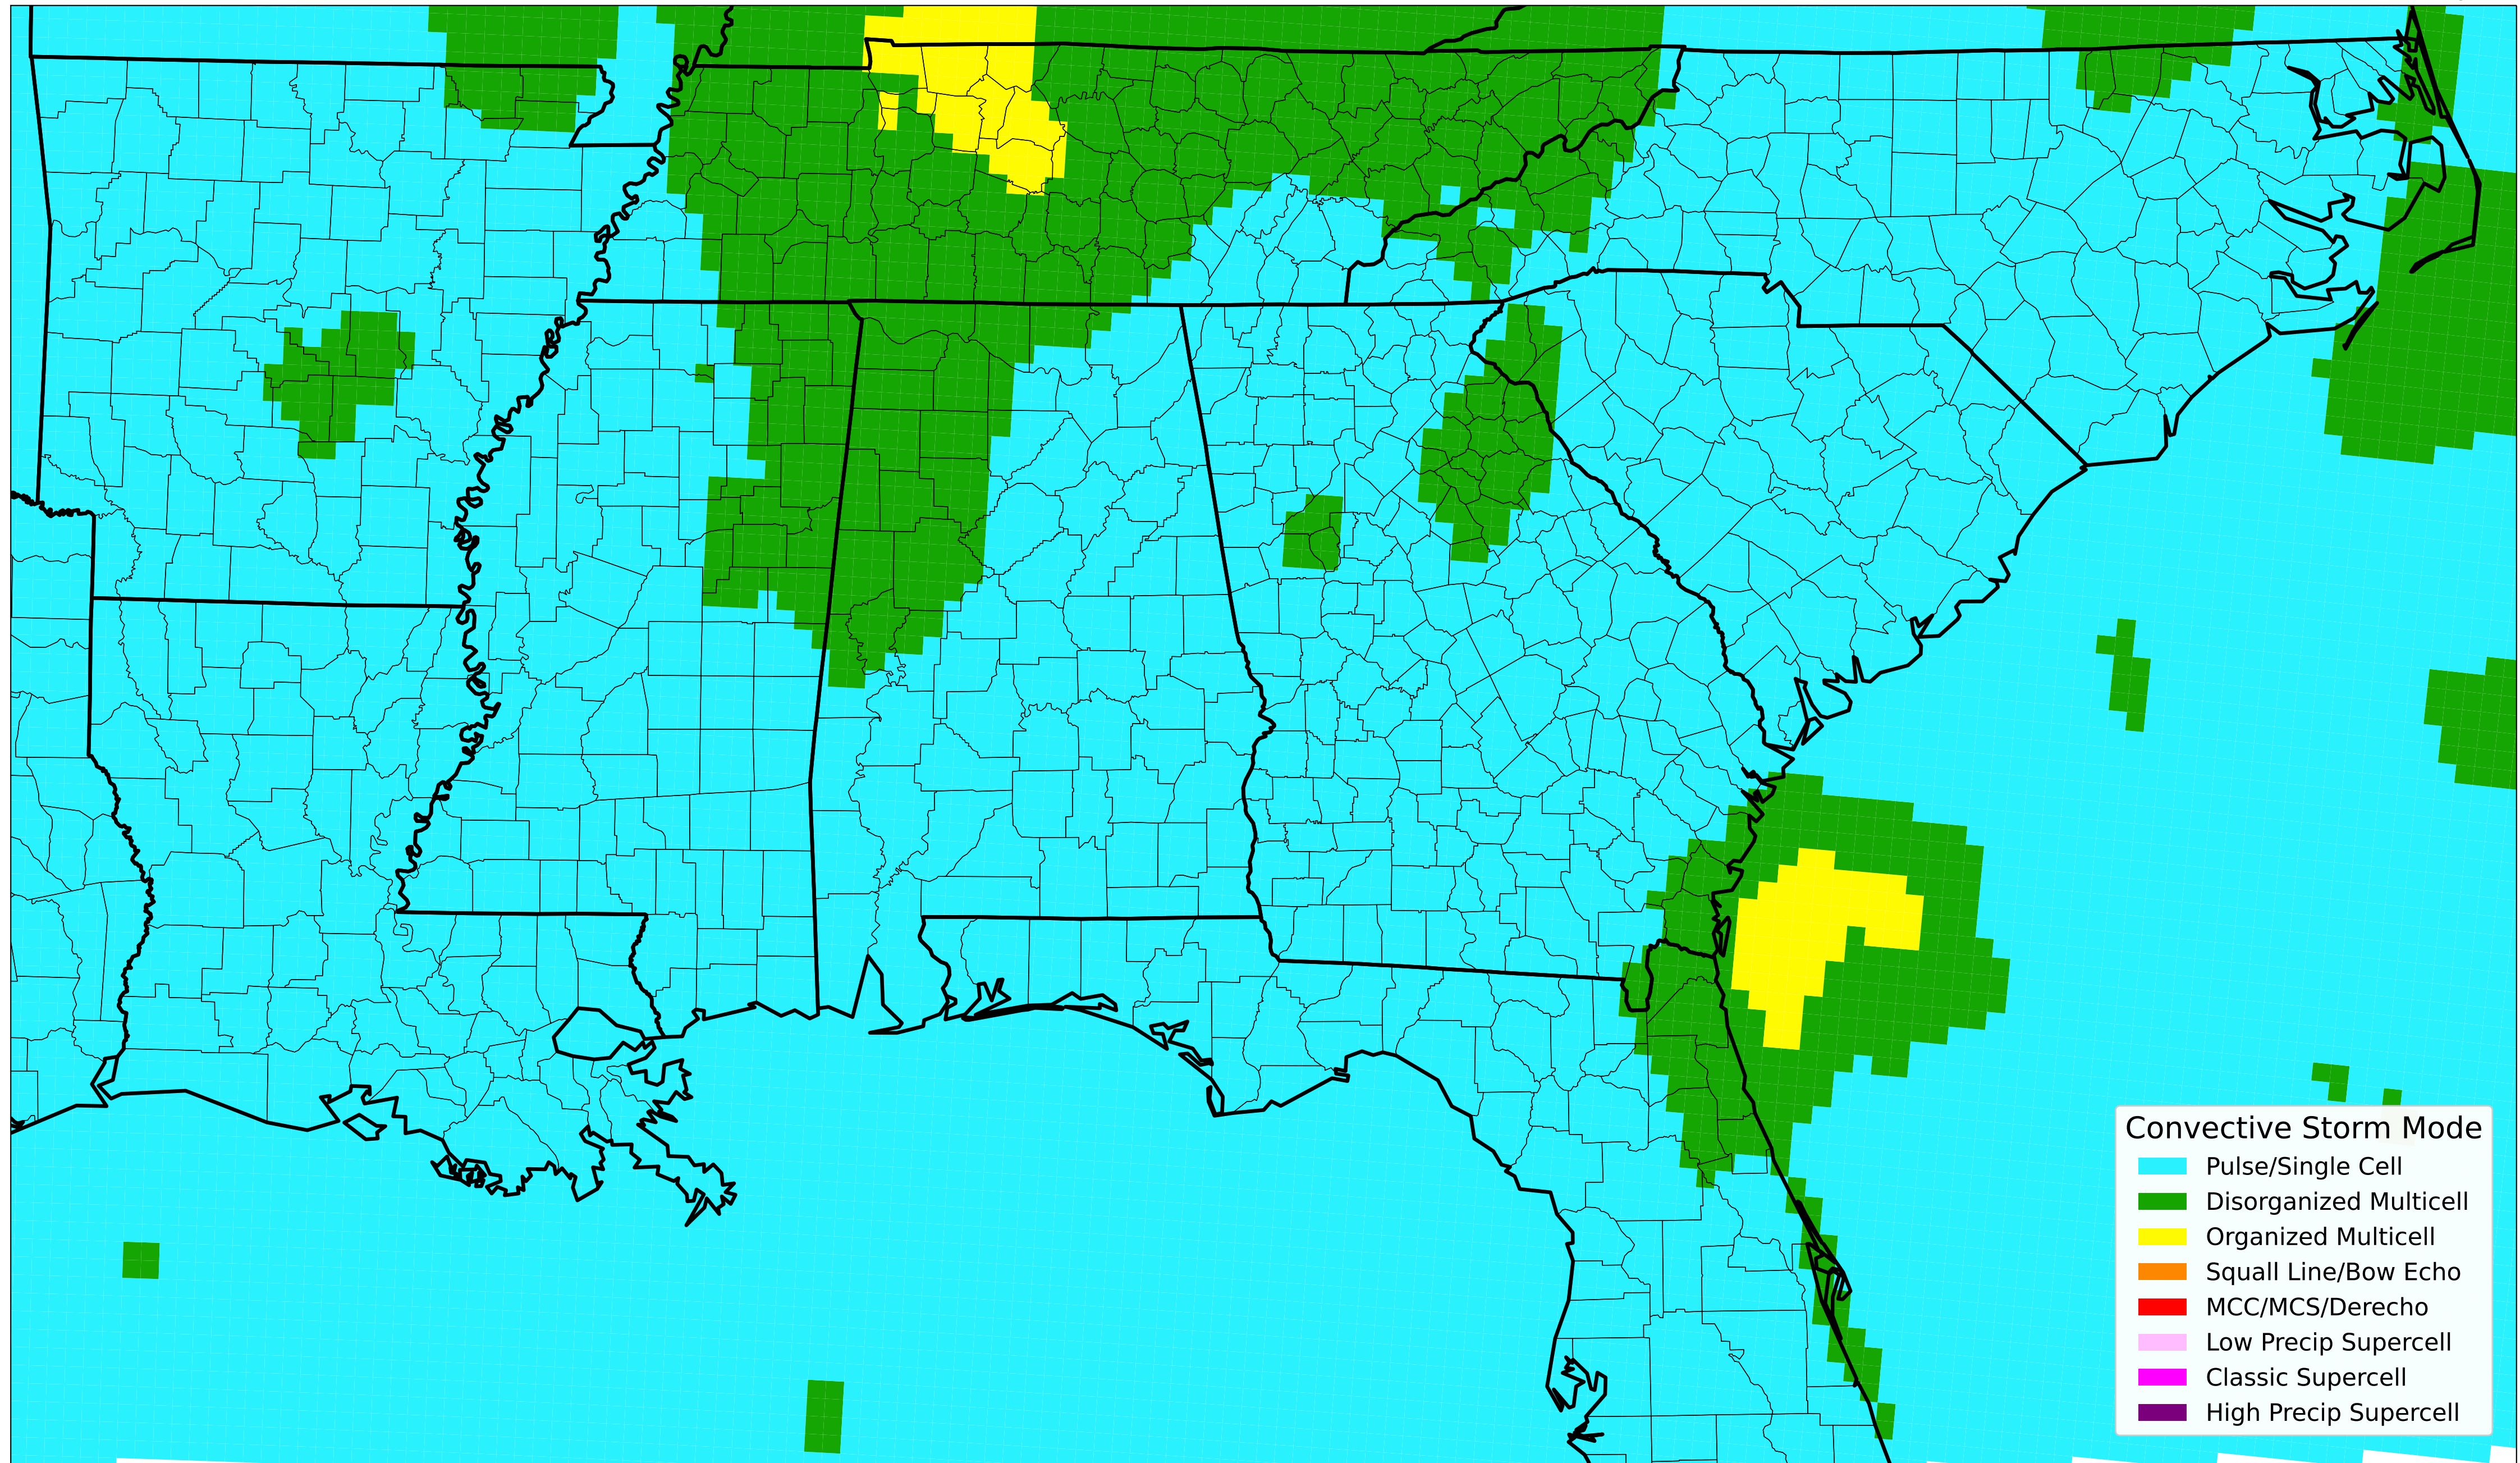 Convective Storm Mode
Pulse/Single Cell
Disorganized Multicell
Organized Multicell
Squall Line/Bow Echo
MCC/MCS/Derecho
Low Precip Supercell
Classic Supercell
High Precip Supercell